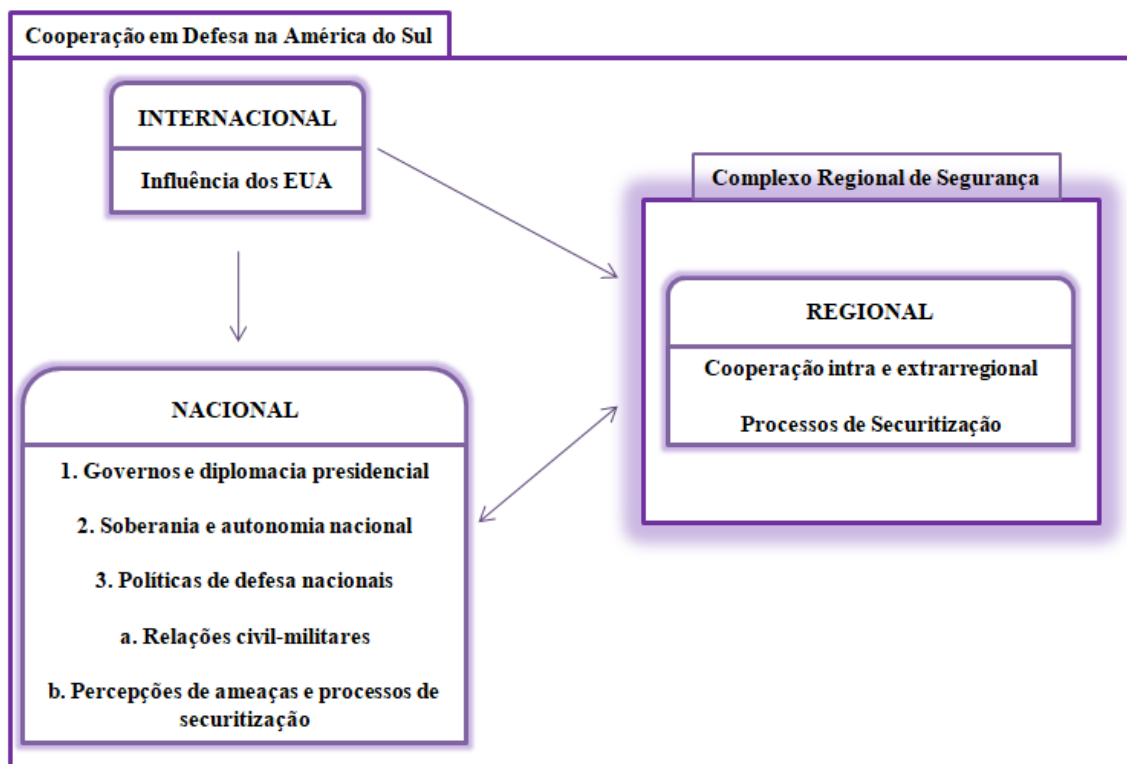 Cooperação em Defesa na América do Sul
INTERNACIONAL
Influência dos EUA
Complexo Regional de Segurança
REGIONAL
Cooperação intra e extrarregional
Processos de Securitização
NACIONAL
1. Governos e diplomacia presidencial
2. Soberania e autonomia nacional
3. Políticas de defesa nacionais
a. Relações civil-militares
b. Percepções de ameaças e processos de
securitização